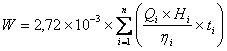 W = 2,72 × 10⁻³ × ∑ᵢ₌₁ⁿ (Qᵢ × Hᵢ / ηᵢ × tᵢ)